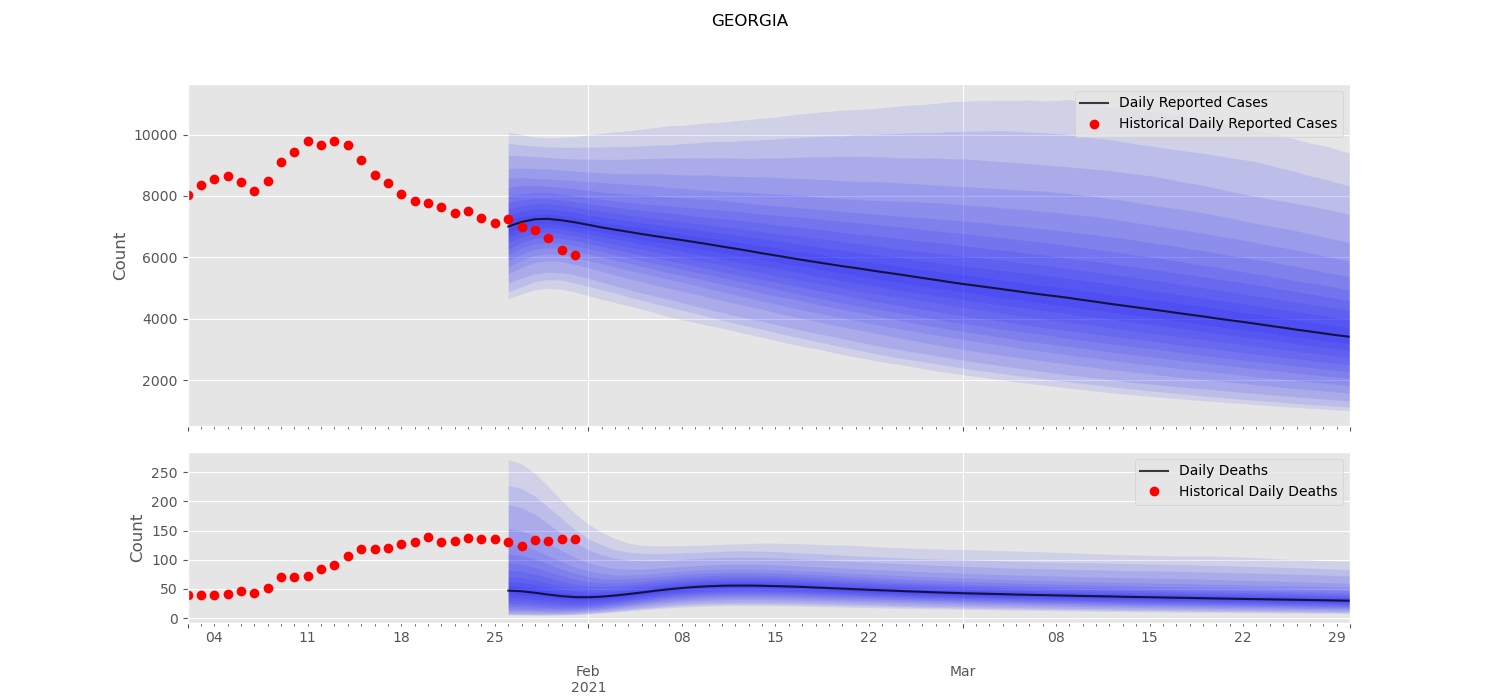 GEORGIA
Daily Reported Cases
Historical Daily Reported Cases
10000
8000
6000
4000
2000
Count
Daily Deaths
Historical Daily Deaths
250
200
150
100
50
0
Count
04 11 18 25 08 15 22 08 15 22 29
Feb Mar
2021